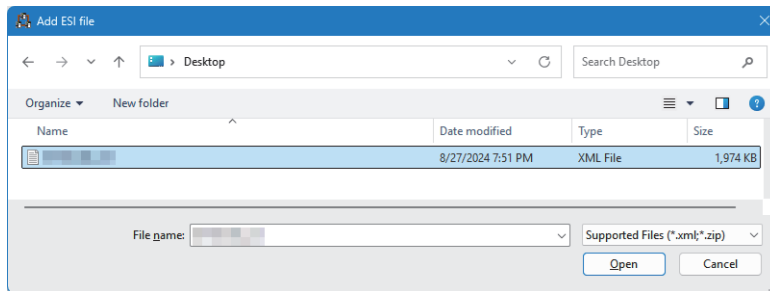 Add ESI file
Desktop
Search Desktop
Organize New folder
Name Date modified Type Size
8/27/2024 7:51 PM XML File 1,974 KB
File name: Supported Files (*.xml;*.zip)
Open Cancel